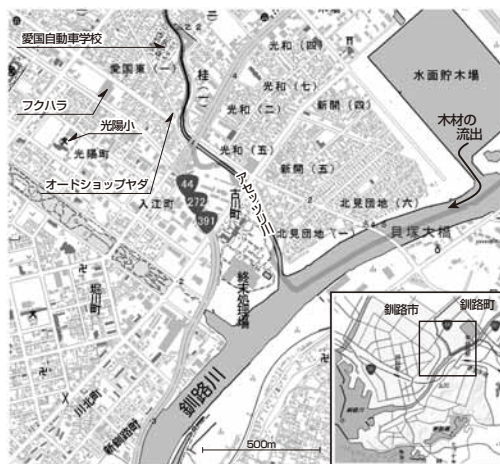 愛国自動車学校
愛国東(一)
フクハラ
光陽小
光陽町
オードショップヤダ
桂(一)
光和(四)
光和(七)
光和(二)
新開(四)
光和(五)
新開(五)
水面貯木場
木材の
流出
アセッツリ川
44
272
391
入江町
古川町
北見団地(六)
北見団地(一)
貝塚大橋
終末処理場
堀川町
川北町
新釧路町
釧路川
500m
釧路市
釧路町